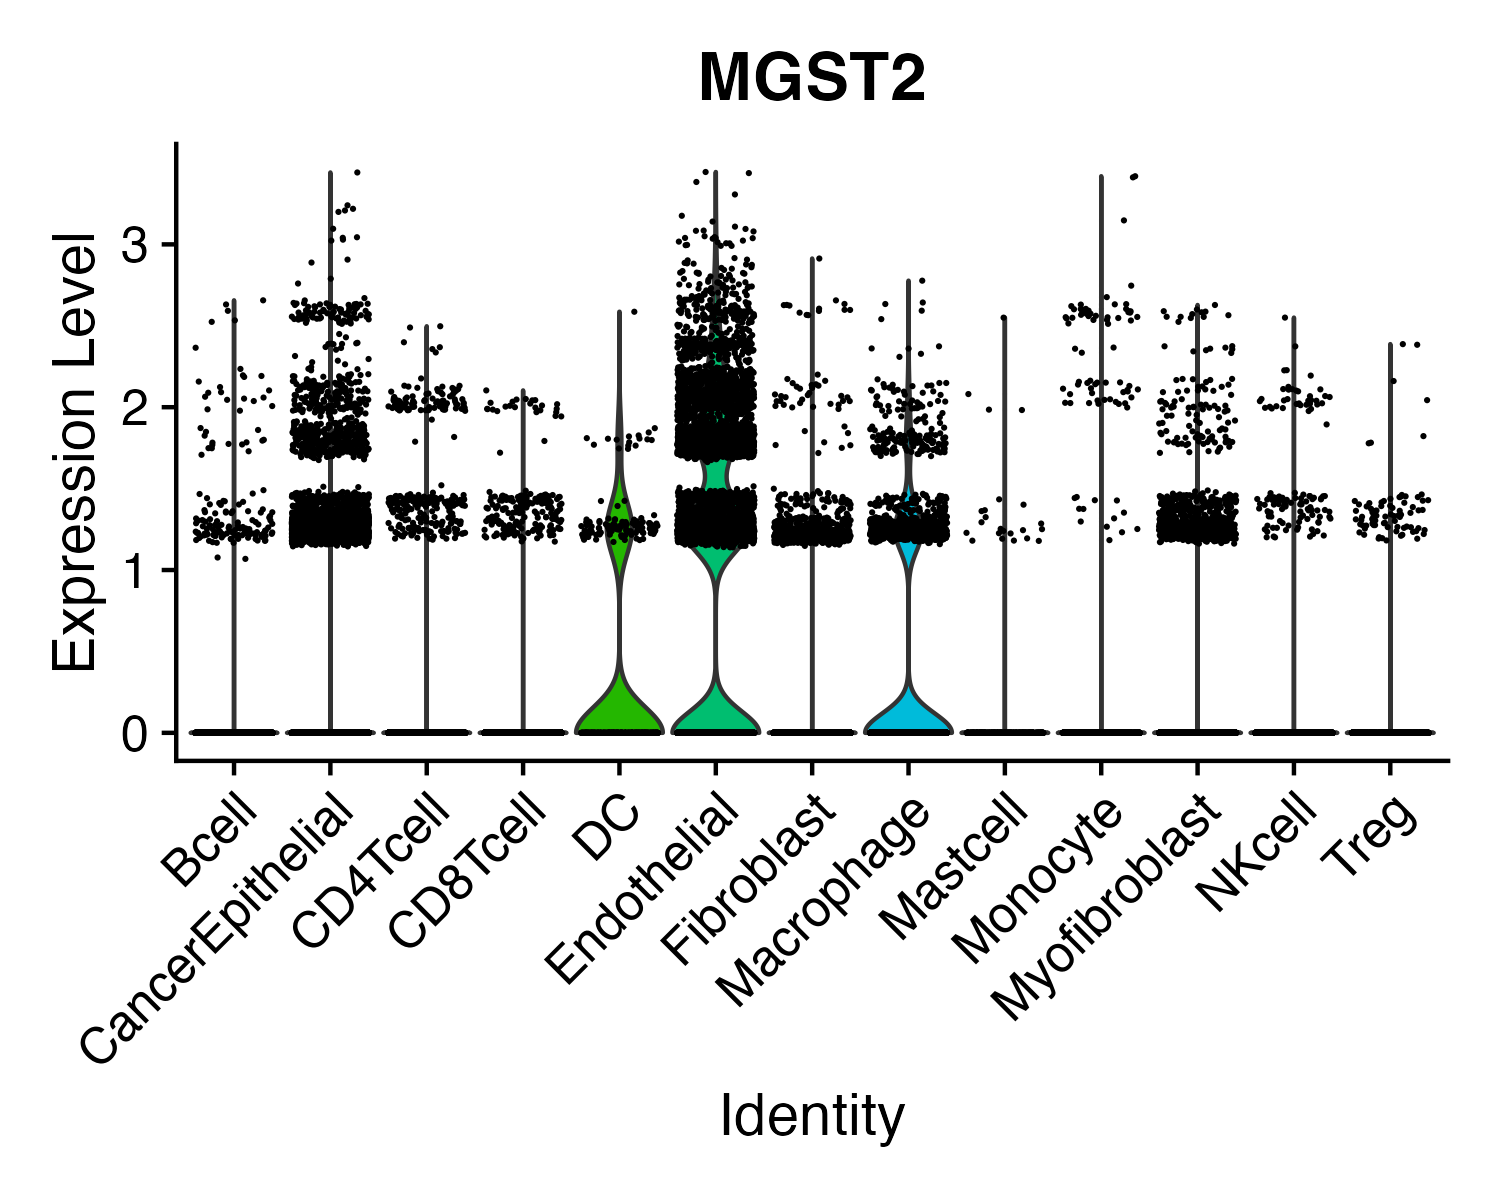 MGST2
Expression Level
3
2
1
0
Bcell
CancerEpithelial
CD4Tcell
CD8Tcell
DC
Endothelial
Fibroblast
Macrophage
Mastcell
Monocyte
Myofibroblast
NKcell
Treg
Identity